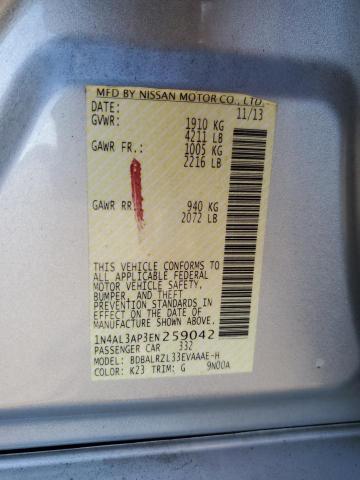 MFD BY NISSAN MOTOR CO., LTD.
DATE: 11/13
GVWR: 1910 KG
4211 LB
GAWR FR.: 1005 KG
2216 LB
GAWR RR.: 940 KG
2072 LB
THIS VEHICLE CONFORMS TO
ALL APPLICABLE FEDERAL
MOTOR VEHICLE SAFETY,
BUMPER, AND THEFT
PREVENTION STANDARDS
IN EFFECT ON THE DATE OF
MANUFACTURE SHOWN ABOVE.
1N4AL3AP3EN259042
PASSENGER CAR 332
MODEL: BDBALRZL33EVAAAE-H
COLOR: K23 TRIM: G 9N00A